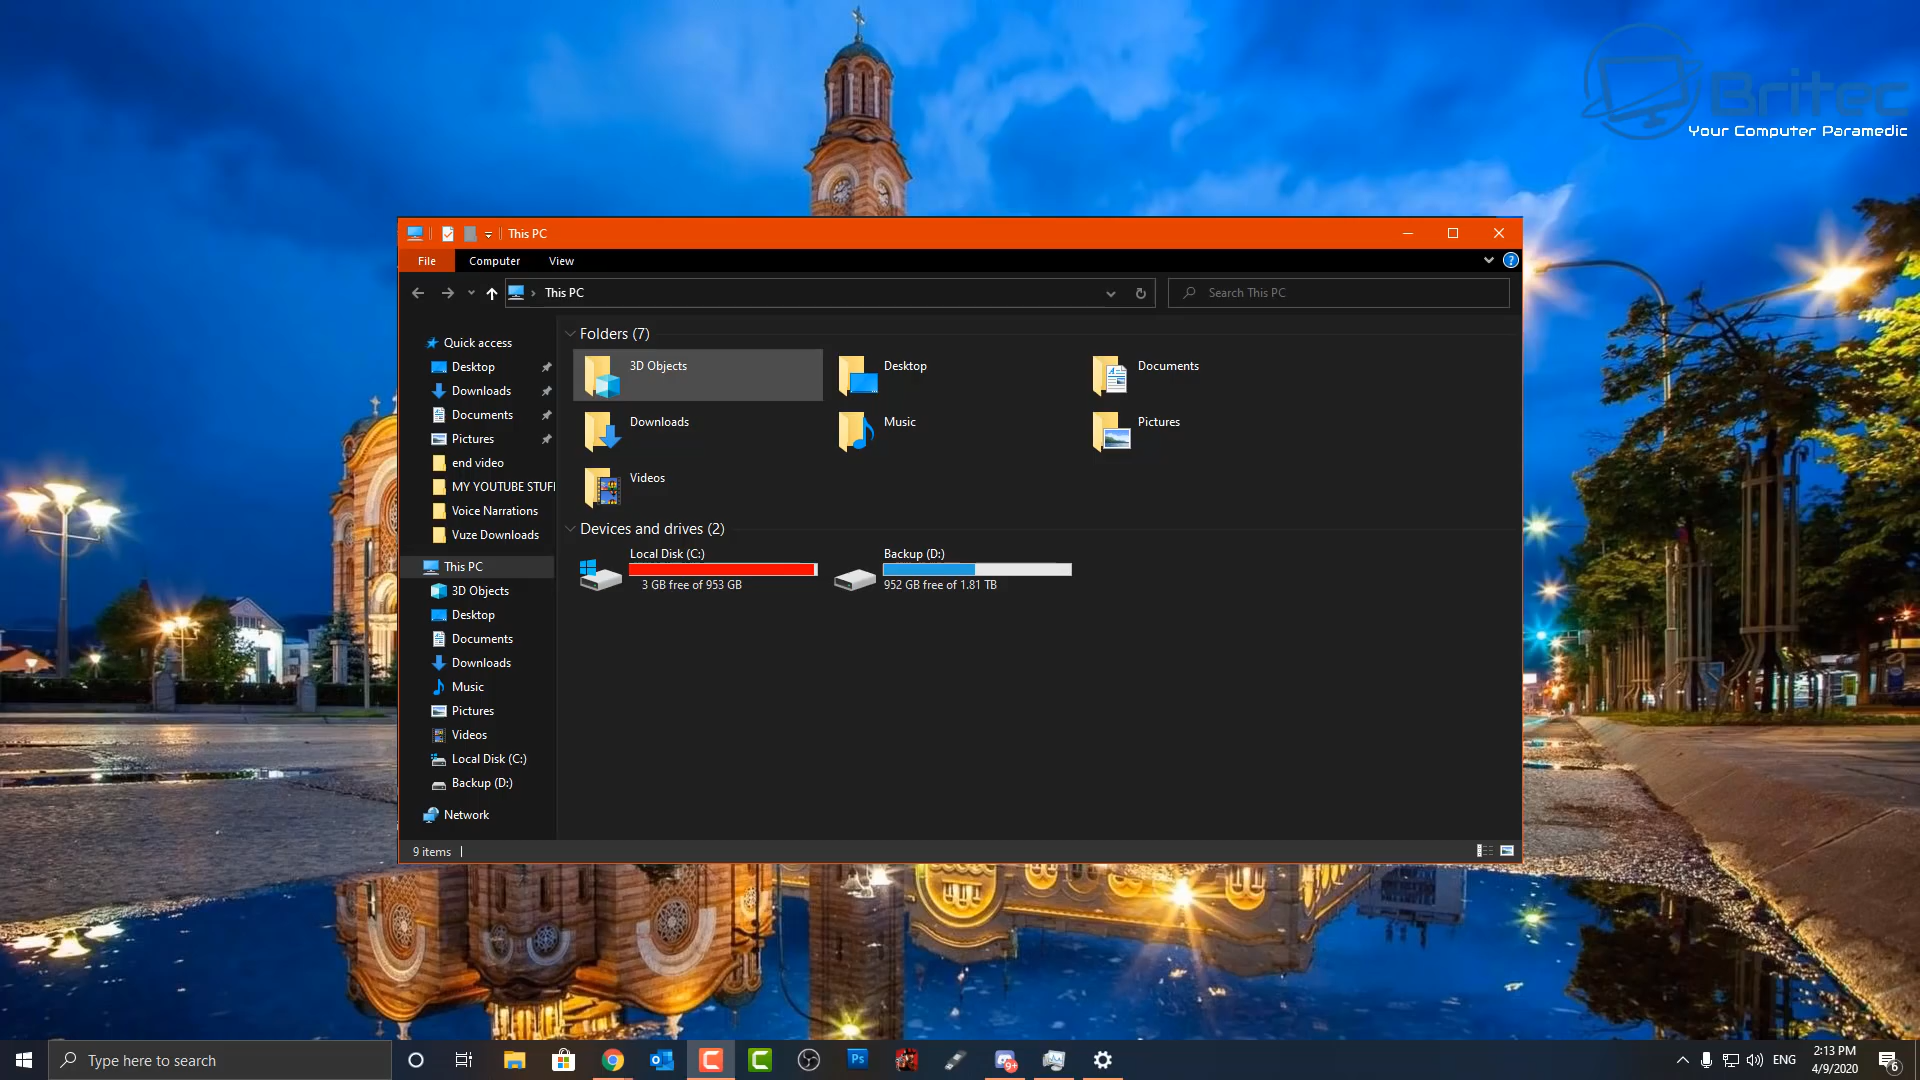 Britec
Your Computer Paramedic
This PC
File
Computer
View
?
This PC
Search This PC
Quick access
Desktop
Downloads
Documents
Pictures
end video
MY YOUTUBE STUF
Voice Narrations
Vuze Downloads
This PC
3D Objects
Desktop
Documents
Downloads
Music
Pictures
Videos
Local Disk (C:)
Backup (D:)
Network
Folders (7)
3D Objects
Desktop
Documents
Downloads
Music
Pictures
Videos
Devices and drives (2)
Local Disk (C:)
3 GB free of 953 GB
Backup (D:)
952 GB free of 1.81 TB
9 items
Type here to search
Ps
9+
ENG
2:13 PM
4/9/2020
6